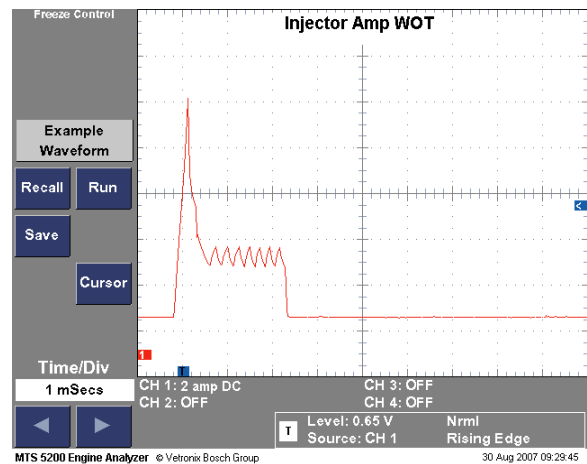 Freeze Control
Injector Amp WOT
Example
Waveform
Recall
Run
Save
Cursor
1
T
<
Time/Div
1 mSecs
CH 1: 2 amp DC
CH 3: OFF
CH 2: OFF
CH 4: OFF
T
Level: 0.65 V
Nrml
Source: CH 1
Rising Edge
MTS 5200 Engine Analyzer © Vetronix Bosch Group
30 Aug 2007 09:29:45